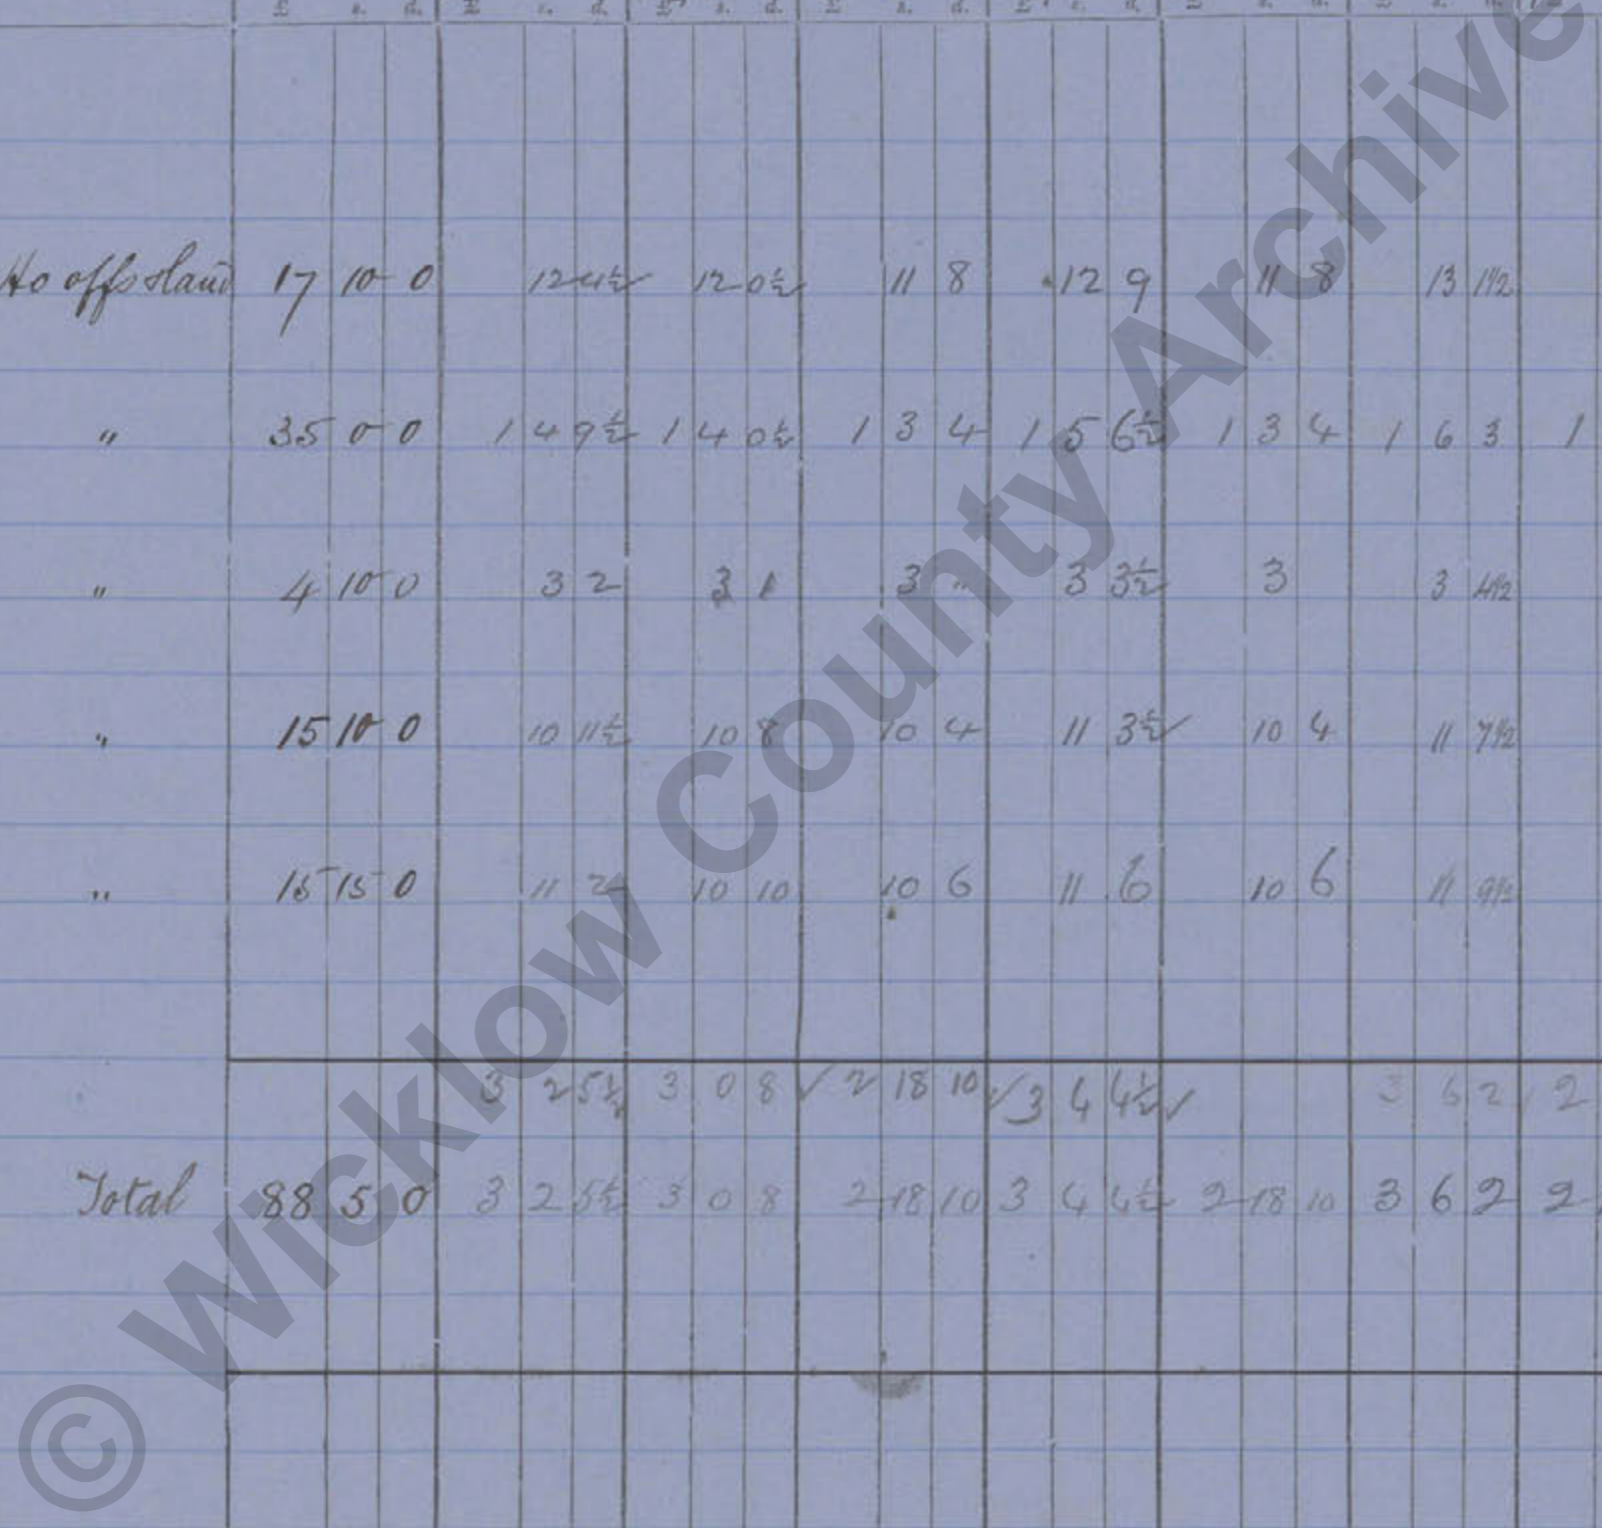 £ s. d. £ s. d. £ s. d. £ s. d. £ s. d. £ s. d. £ s. d.
Ho offs & land 17 10 0 12 4½ 12 0½ 11 8 12 9 11 8 13 1½
" 35 0 0 1 4 9½ 1 4 0½ 1 3 4 1 5 6½ 1 3 4 1 6 3 1
" 4 10 0 3 2 3 1 3 " 3 3½ 3 3 4½
" 15 10 0 10 11½ 10 8 10 4 11 3½ 10 4 11 7½
" 15 15 0 11 2 10 10 10 6 11 6 10 6 11 9½
3 2 5½ 3 0 8 ✓ 2 18 10 ✓ 3 4 4½ ✓ 3 6 2 2
Total 88 5 0 3 2 5½ 3 0 8 2 18 10 3 4 4½ 2 18 10 3 6 2 2
© Wicklow County Archive